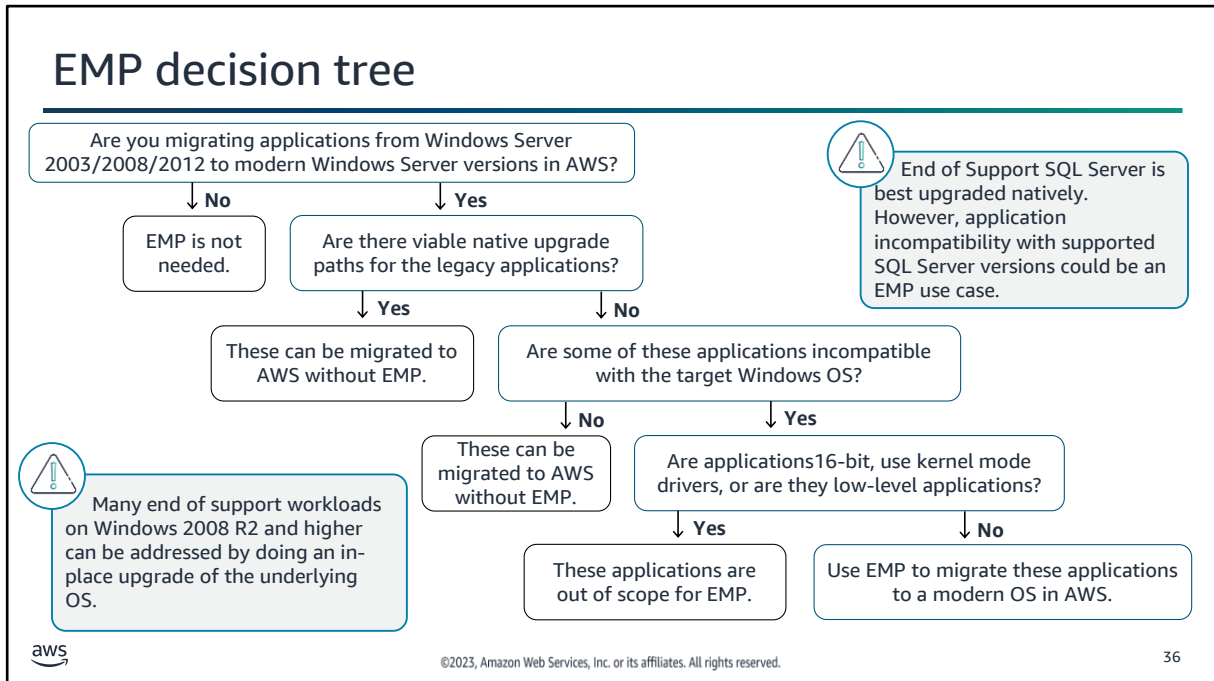 EMP decision tree
Are you migrating applications from Windows Server
2003/2008/2012 to modern Windows Server versions in AWS?
End of Support SQL Server is
best upgraded natively.
However, application
incompatibility with supported
SQL Server versions could be an
EMP use case.
No
Yes
EMP is not
needed.
Are there viable native upgrade
paths for the legacy applications?
Yes
No
These can be migrated to
AWS without EMP.
Are some of these applications incompatible
with the target Windows OS?
No
Yes
These can be
migrated to AWS
without EMP.
Are applications16-bit, use kernel mode
drivers, or are they low-level applications?
Many end of support workloads
on Windows 2008 R2 and higher
can be addressed by doing an in-
place upgrade of the underlying
OS.
Yes
No
These applications are
out of scope for EMP.
Use EMP to migrate these applications
to a modern OS in AWS.
aws
©2023, Amazon Web Services, Inc. or its affiliates. All rights reserved.
36